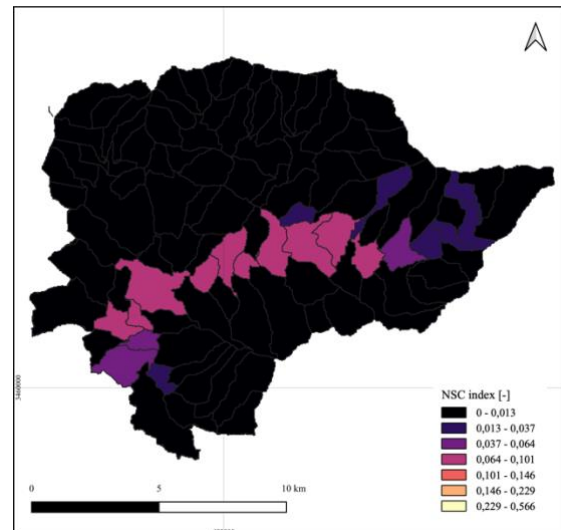 3460000
NSC index [-]
0 - 0,013
0,013 - 0,037
0,037 - 0,064
0,064 - 0,101
0,101 - 0,146
0,146 - 0,229
0,229 - 0,566
0 5 10 km